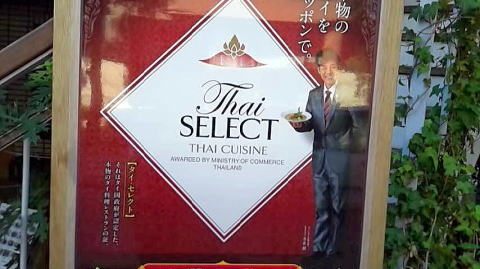 物の
イを
ッポンで。
Thai
SELECT
THAI CUISINE
AWARDED BY MINISTRY OF COMMERCE
THAILAND
【タイ・セレクト】
それはタイ国政府が認定した、
本物のタイ料理レストランの証。